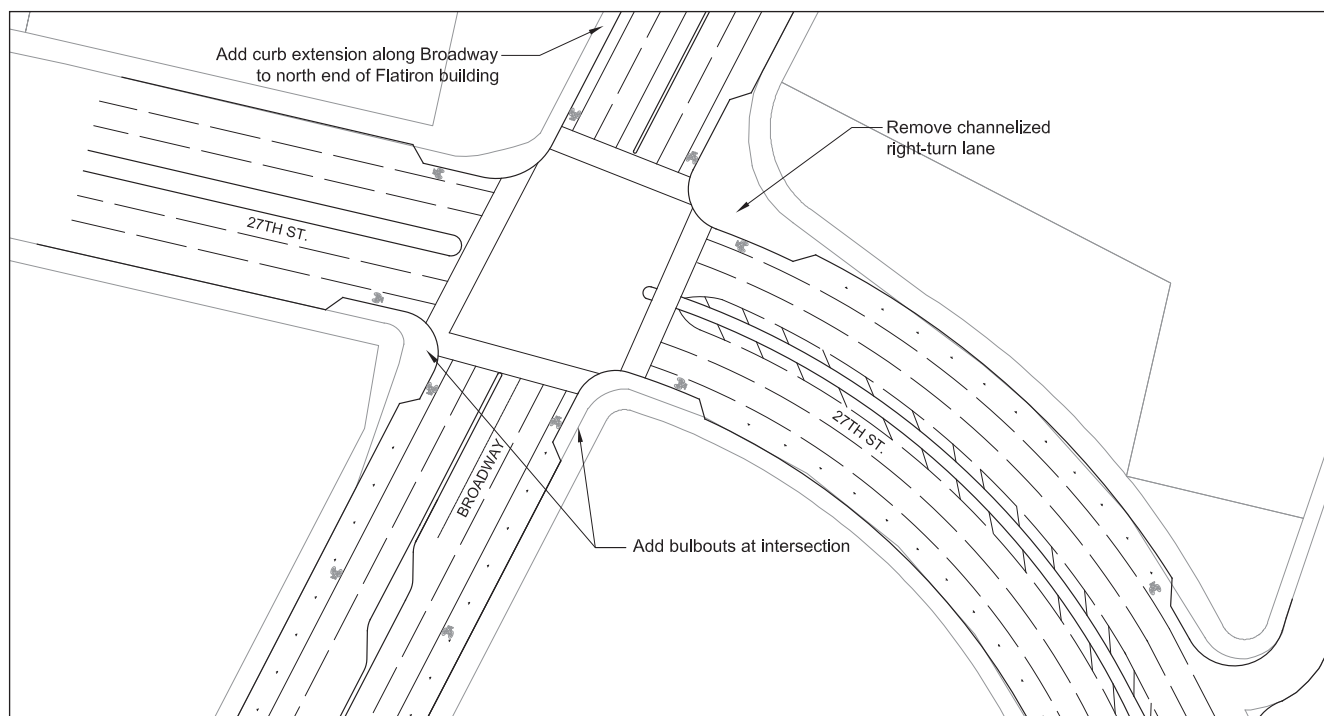 Add curb extension along Broadway
to north end of Flatiron building
Remove channelized
right-turn lane
27TH ST.
27TH ST.
BROADWAY
Add bulbouts at intersection